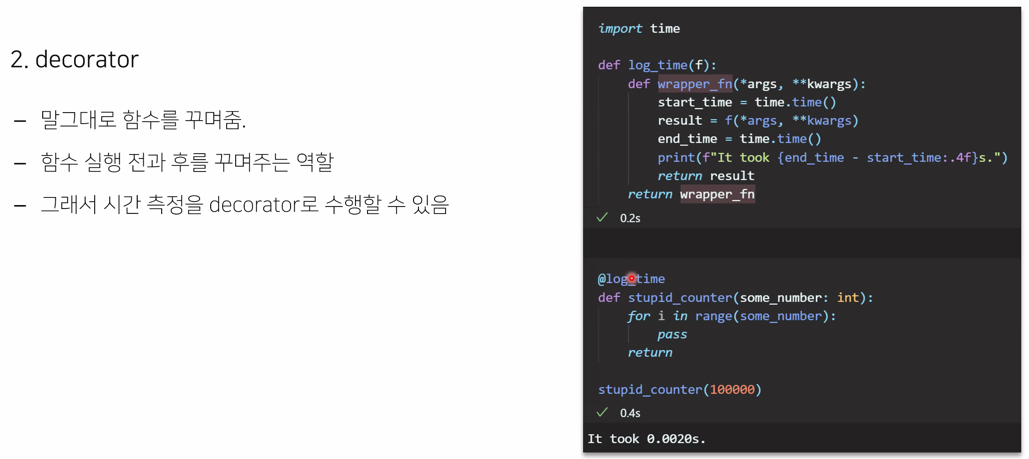 2. decorator
– 말그대로 함수를 꾸며줌.
– 함수 실행 전과 후를 꾸며주는 역할
– 그래서 시간 측정을 decorator로 수행할 수 있음
import time
def log_time(f):
    def wrapper_fn(*args, **kwargs):
        start_time = time.time()
        result = f(*args, **kwargs)
        end_time = time.time()
        print(f"It took {end_time - start_time:.4f}s.")
        return result
    return wrapper_fn
✓ 0.2s
@log_time
def stupid_counter(some_number: int):
    for i in range(some_number):
        pass
    return
stupid_counter(100000)
✓ 0.4s
It took 0.0020s.